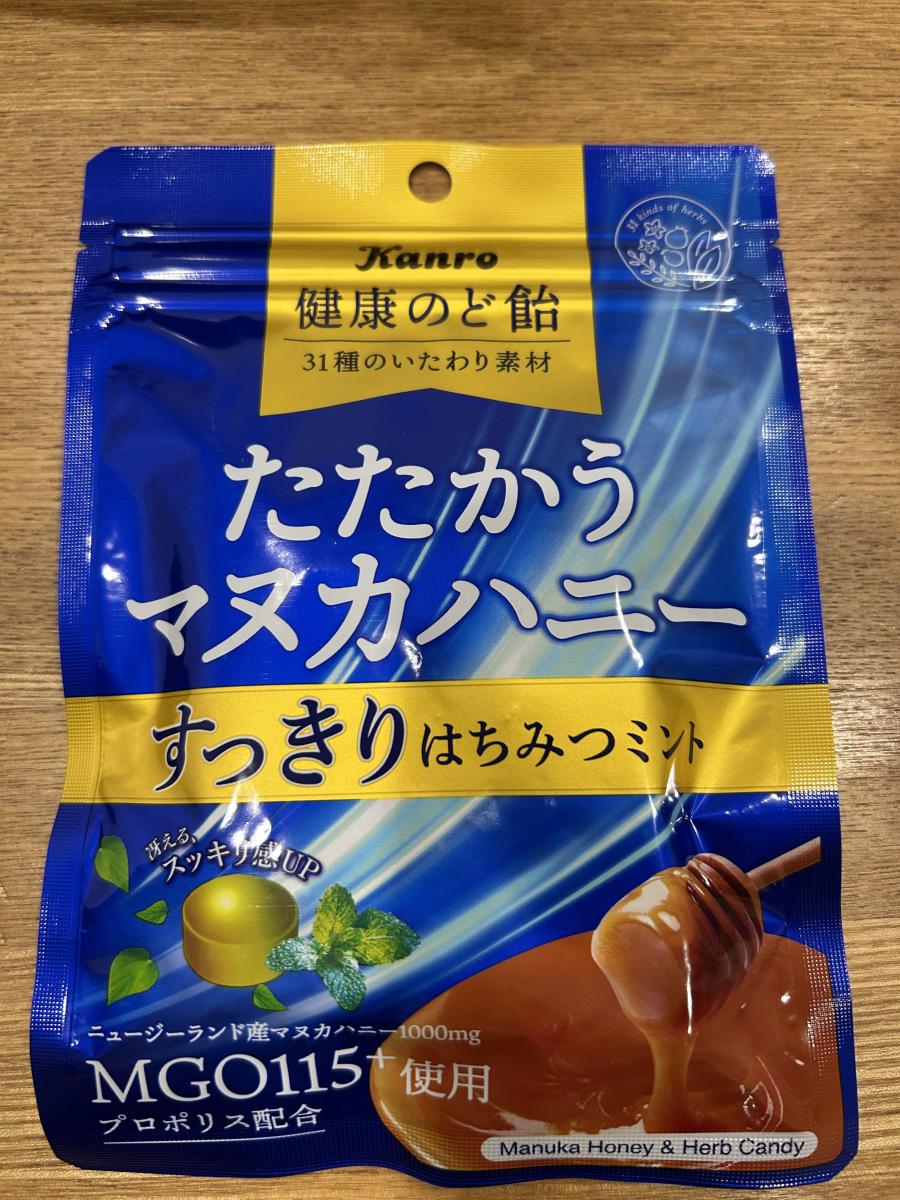 31 kinds of herbs
Kanro
健康のど飴
31種のいたわり素材
たたかう
マヌカハニー
すっきりはちみつミント
冴える、
スッキリ感UP
ニュージーランド産マヌカハニー1000mg
MGO115+使用
プロポリス配合
Manuka Honey & Herb Candy